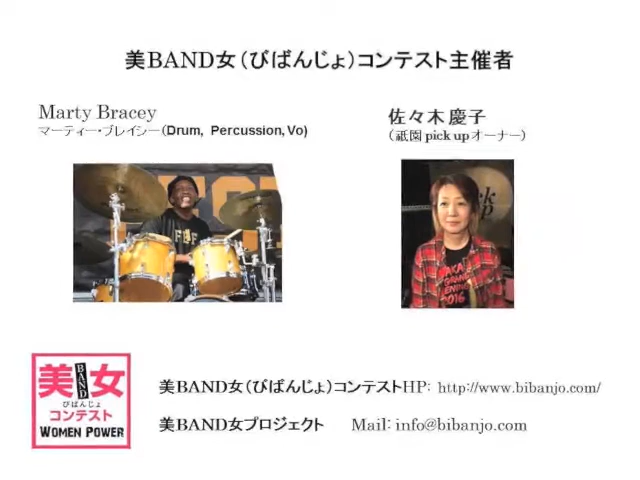 美BAND女（びばんじょ）コンテスト主催者
Marty Bracey
マーティー・ブレイシー（Drum, Percussion,Vo)
佐々木 慶子
（祇園 pick up オーナー）
美BAND女
びばんじょ
コンテスト
WOMEN POWER
美BAND女（びばんじょ）コンテストHP: http://www.bibanjo.com/
美BAND女プロジェクト Mail: info@bibanjo.com